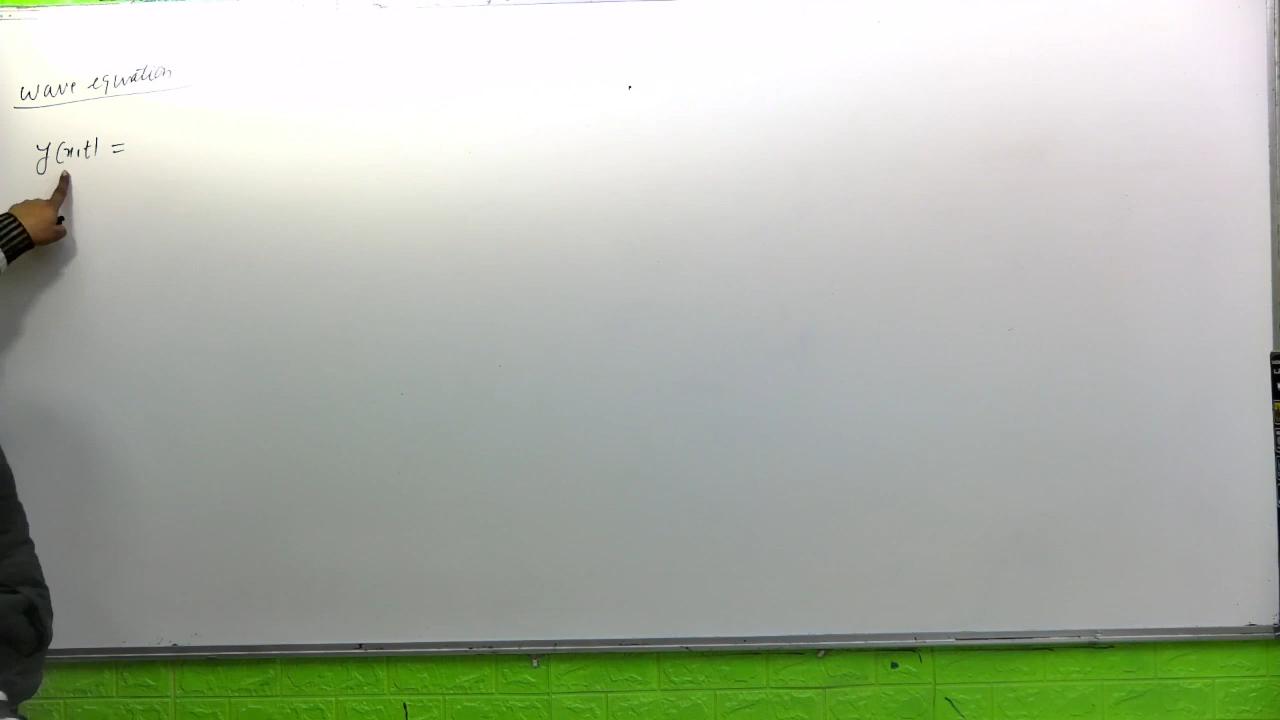 wave equation
y(x,t) =